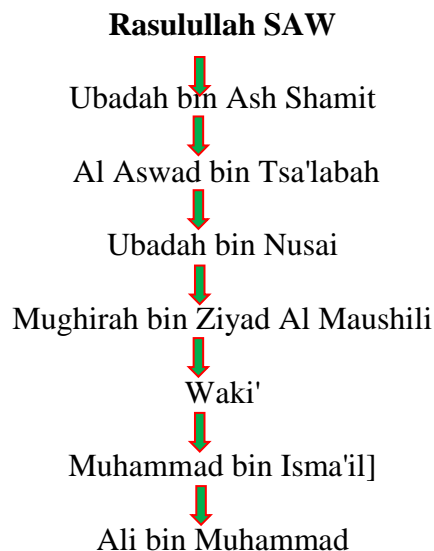 Rasulullah SAW
Ubadah bin Ash Shamit
Al Aswad bin Tsa'labah
Ubadah bin Nusai
Mughirah bin Ziyad Al Maushili
Waki'
Muhammad bin Isma'il]
Ali bin Muhammad